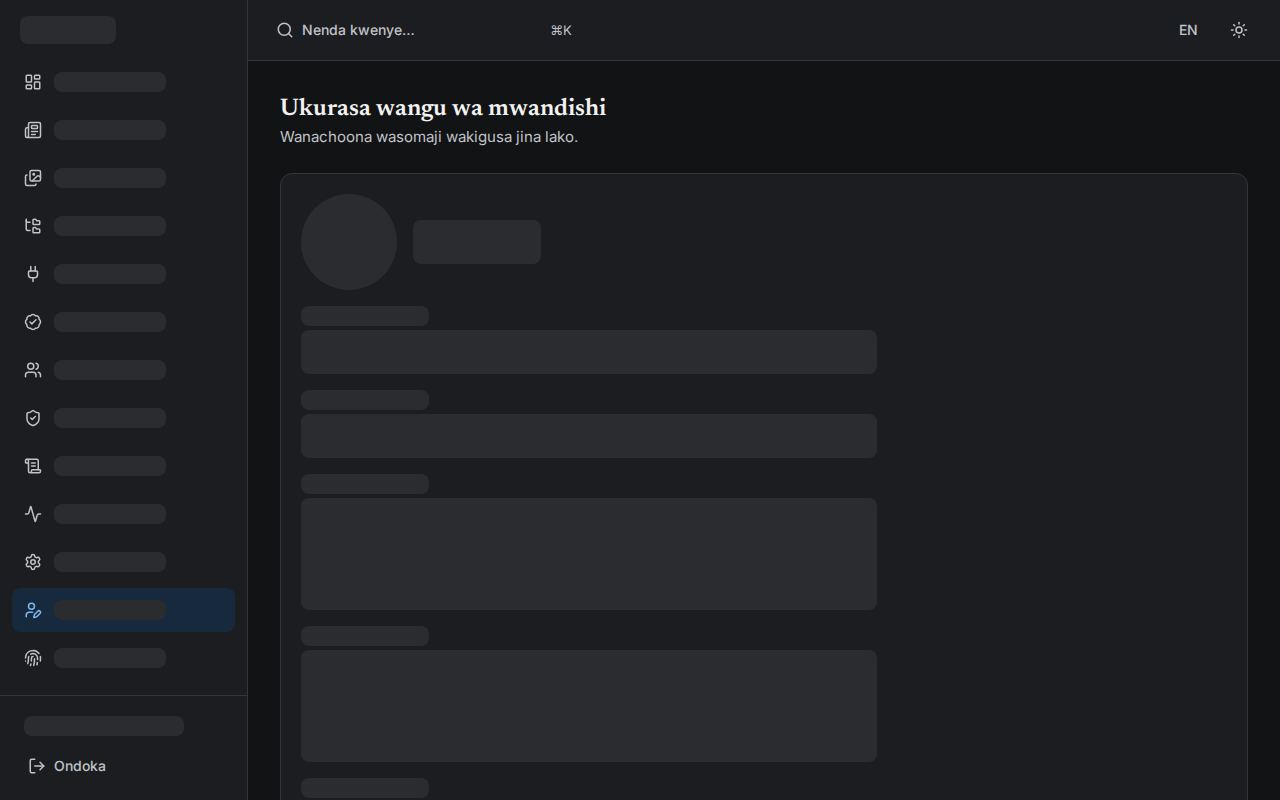 Nenda kwenye... ⌘K
EN
Ukurasa wangu wa mwandishi
Wanachoona wasomaji wakigusa jina lako.
Ondoka